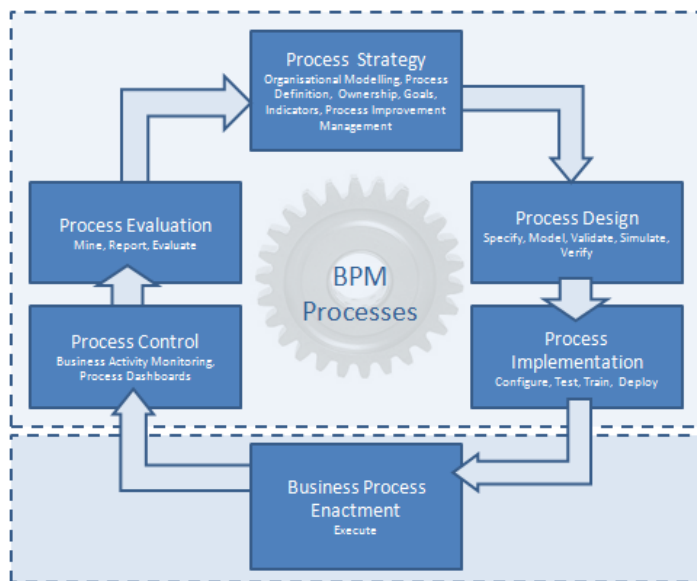 Process Strategy
Organisational Modelling, Process
Definition, Ownership, Goals,
Indicators, Process Improvement
Management
Process Evaluation
Mine, Report, Evaluate
Process Design
Specify, Model, Validate, Simulate,
Verify
BPM
Processes
Process Control
Business Activity Monitoring,
Process Dashboards
Process
Implementation
Configure, Test, Train, Deploy
Business Process
Enactment
Execute